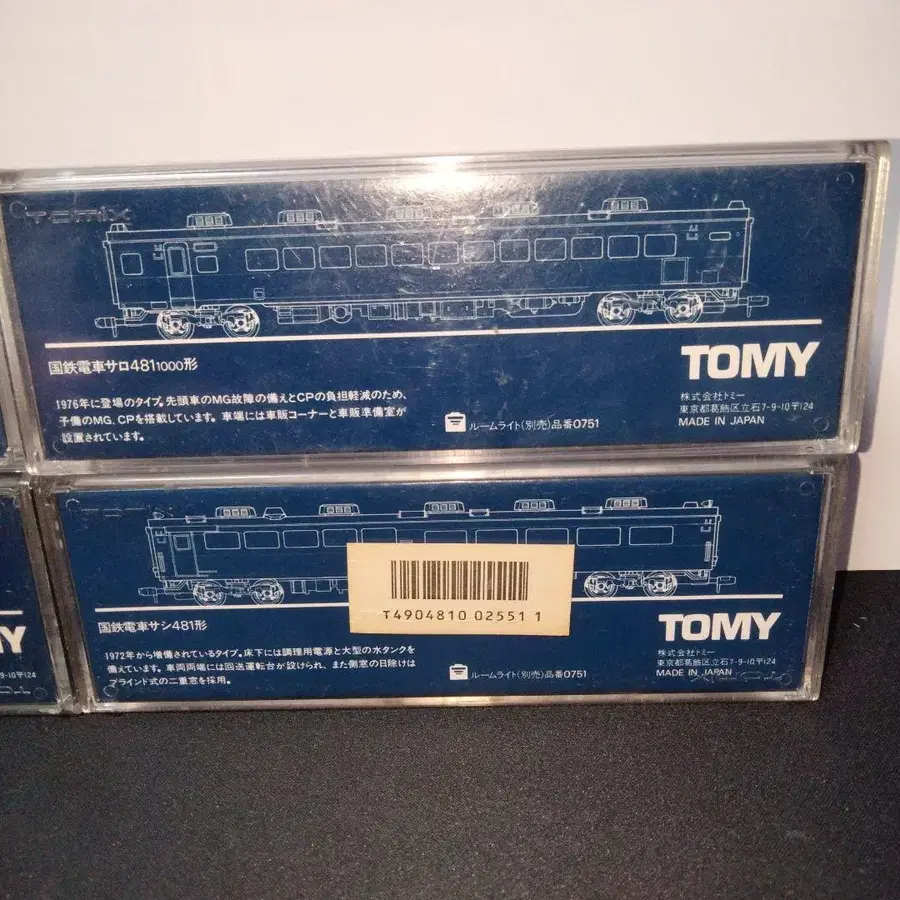 TOMIX
国鉄電車サロ4811000形
1976年に登場のタイプ。先頭車のMG故障の備えとCPの負担軽減のため、
予備のMG、CPを搭載しています。車端には車販コーナーと車販準備室が
設置されています。
ルームライト(別売)品番0751
TOMY
株式会社トミー
東京都葛飾区立石7-9-10〒124
MADE IN JAPAN
国鉄電車サシ481形
1972年から増備されているタイプ。床下には調理用電源と大型の水タンクを
備えています。車両両端には回送運転台が設けられ、また側窓の日除けは
ブラインド式の二重窓を採用。
T4904810 02551 1
ルームライト(別売)品番0751
TOMY
株式会社トミー
東京都葛飾区立石7-9-10〒124
MADE IN JAPAN
MY
9-10〒124